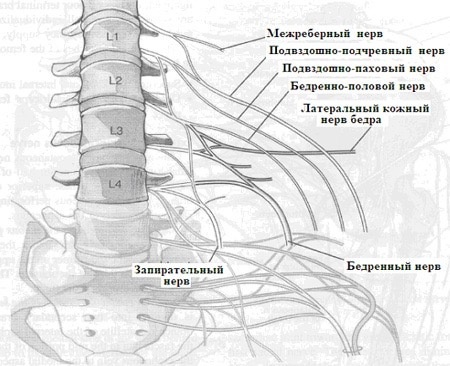 L1
L2
L3
L4
Межреберный нерв
Подвздошно-подчревный нерв
Подвздошно-паховый нерв
Бедренно-половой нерв
Латеральный кожный
нерв бедра
Запирательный
нерв
Бедренный нерв